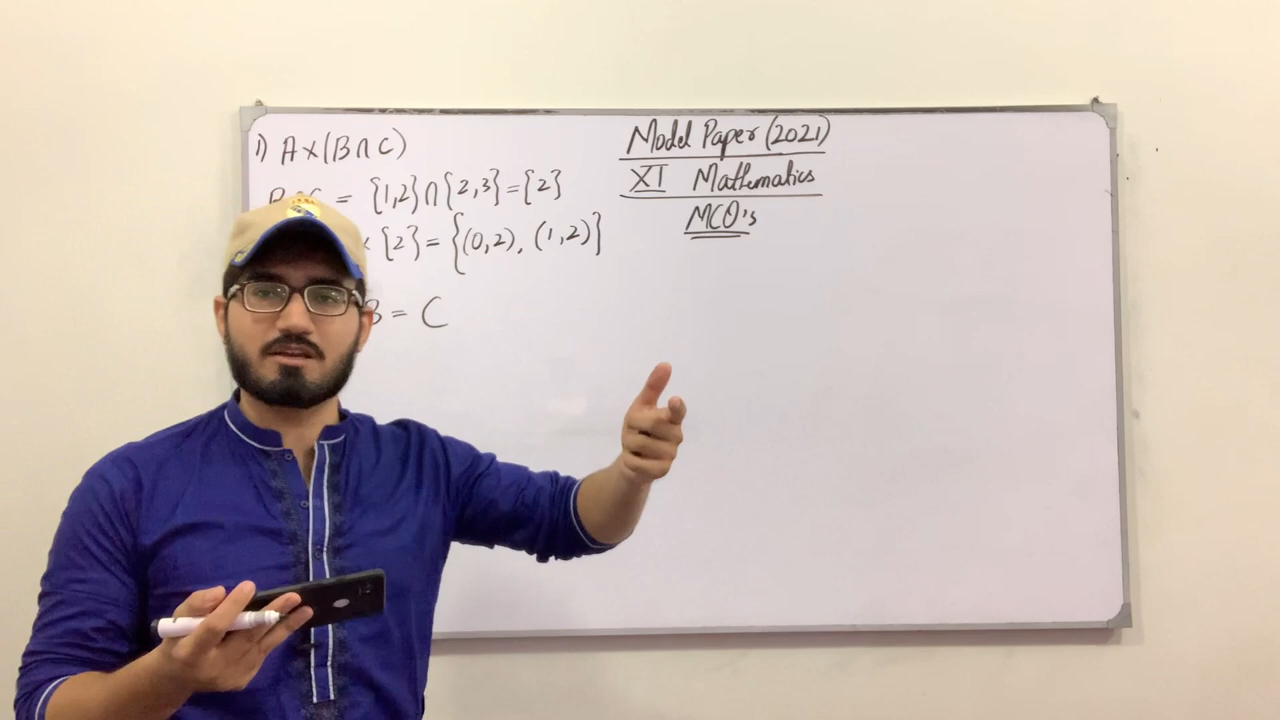 1) A×(B∩C)
= {1,2}∩{2,3}={2}
{2}={(0,2), (1,2)}
B = C
Model Paper (2021)
XI Mathematics
MCQ's